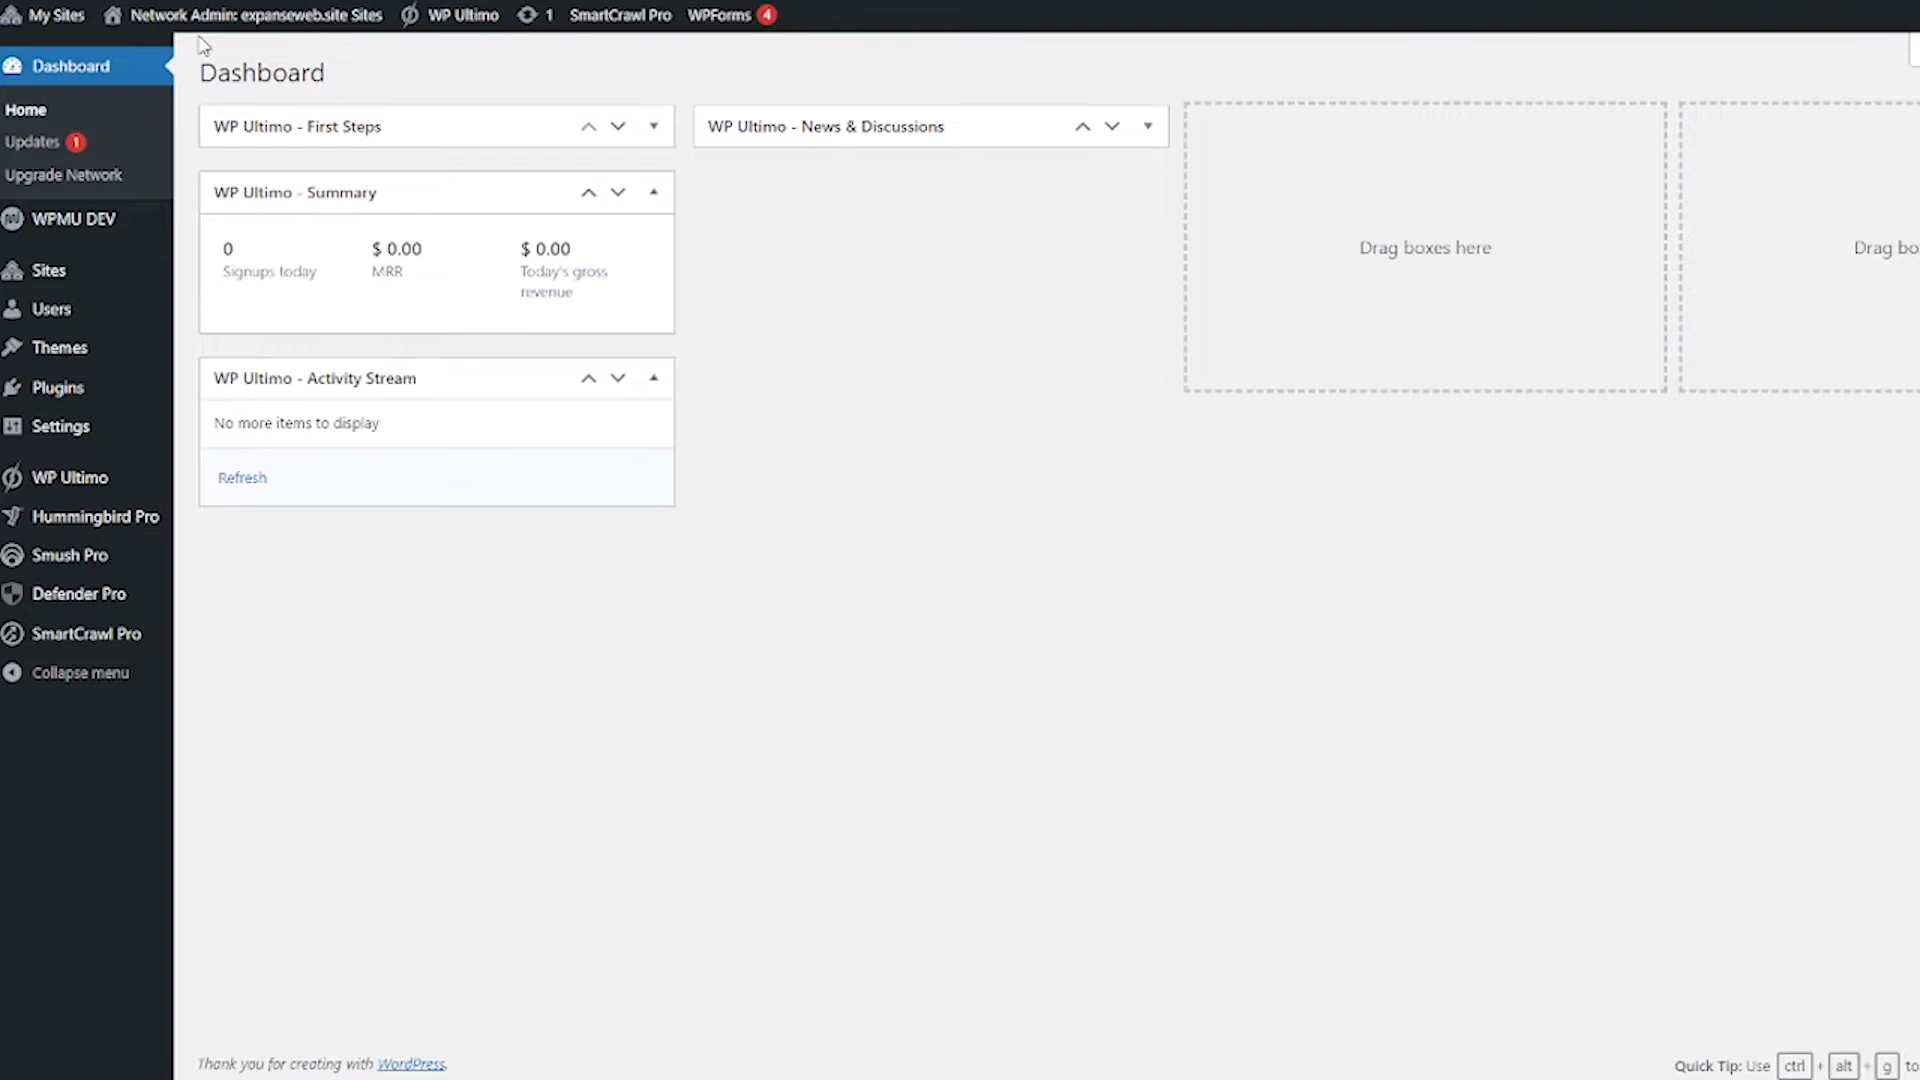 My Sites Network Admin: expanseweb.site Sites WP Ultimo 1 SmartCrawl Pro WPForms 4
Dashboard
Home
Updates 1
Upgrade Network
WPMU DEV
Sites
Users
Themes
Plugins
Settings
WP Ultimo
Hummingbird Pro
Smush Pro
Defender Pro
SmartCrawl Pro
Collapse menu
Dashboard
WP Ultimo - First Steps
WP Ultimo - Summary
0 $ 0.00 $ 0.00
Signups today MRR Today's gross
revenue
WP Ultimo - Activity Stream
No more items to display
Refresh
WP Ultimo - News & Discussions
Drag boxes here
Drag bo
Thank you for creating with WordPress.
Quick Tip: Use ctrl + alt + g to